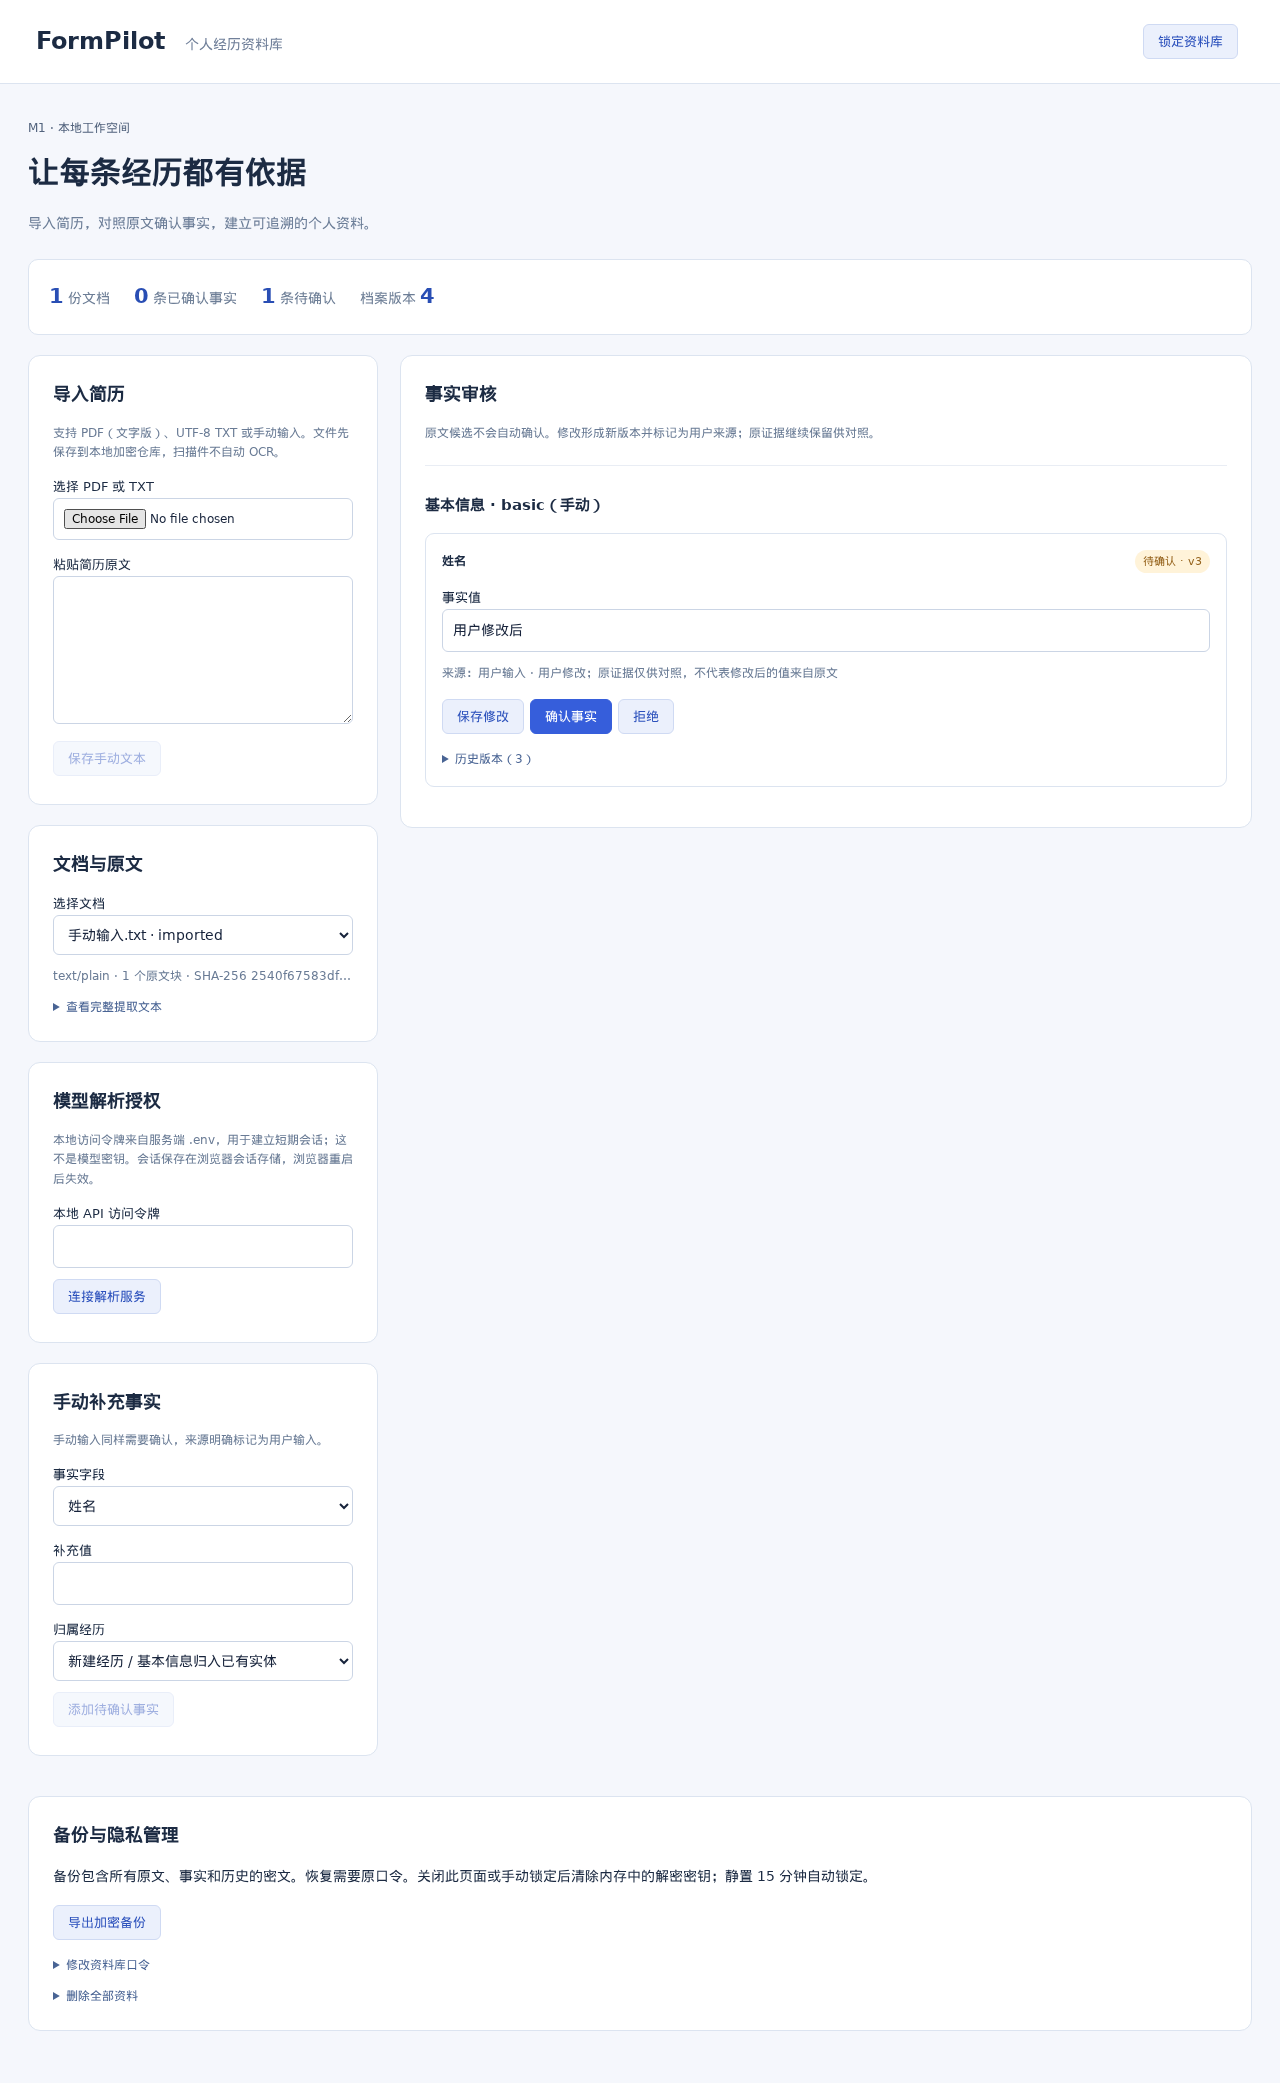 FormPilot 个人经历资料库
锁定资料库
M1 · 本地工作空间
让每条经历都有依据
导入简历，对照原文确认事实，建立可追溯的个人资料。
1 份文档 0 条已确认事实 1 条待确认 档案版本 4
导入简历
支持 PDF（文字版）、UTF-8 TXT 或手动输入。文件先
保存到本地加密仓库，扫描件不自动 OCR。
选择 PDF 或 TXT
Choose File No file chosen
粘贴简历原文
保存手动文本
文档与原文
选择文档
手动输入.txt · imported
text/plain · 1 个原文块 · SHA-256 2540f67583df…
▶ 查看完整提取文本
模型解析授权
本地访问令牌来自服务端 .env，用于建立短期会话；这
不是模型密钥。会话保存在浏览器会话存储，浏览器重启
后失效。
本地 API 访问令牌
连接解析服务
手动补充事实
手动输入同样需要确认，来源明确标记为用户输入。
事实字段
姓名
补充值
归属经历
新建经历 / 基本信息归入已有实体
添加待确认事实
事实审核
原文候选不会自动确认。修改形成新版本并标记为用户来源；原证据继续保留供对照。
基本信息 · basic（手动）
姓名
待确认 · v3
事实值
用户修改后
来源：用户输入 · 用户修改；原证据仅供对照，不代表修改后的值来自原文
保存修改 确认事实 拒绝
▶ 历史版本（3）
备份与隐私管理
备份包含所有原文、事实和历史的密文。恢复需要原口令。关闭此页面或手动锁定后清除内存中的解密密钥；静置 15 分钟自动锁定。
导出加密备份
▶ 修改资料库口令
▶ 删除全部资料